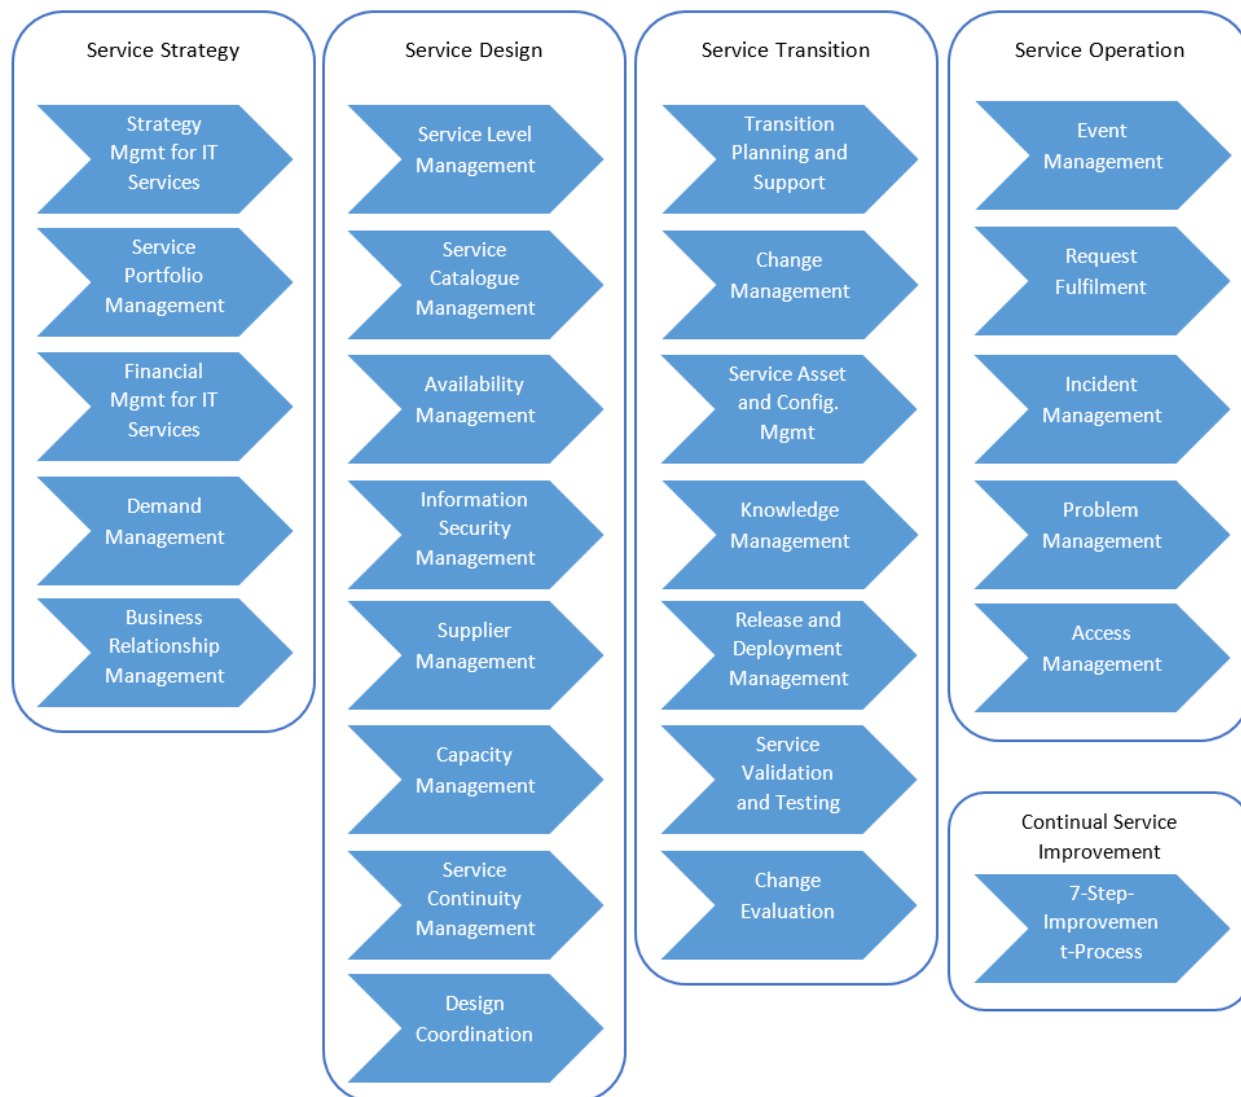 Service Strategy
Strategy
Mgmt for IT
Services
Service
Portfolio
Management
Financial
Mgmt for IT
Services
Demand
Management
Business
Relationship
Management
Service Design
Service Level
Management
Service
Catalogue
Management
Availability
Management
Information
Security
Management
Supplier
Management
Capacity
Management
Service
Continuity
Management
Design
Coordination
Service Transition
Transition
Planning and
Support
Change
Management
Service Asset
and Config.
Mgmt
Knowledge
Management
Release and
Deployment
Management
Service
Validation
and Testing
Change
Evaluation
Service Operation
Event
Management
Request
Fulfilment
Incident
Management
Problem
Management
Access
Management
Continual Service
Improvement
7-Step-
Improvemen
t-Process